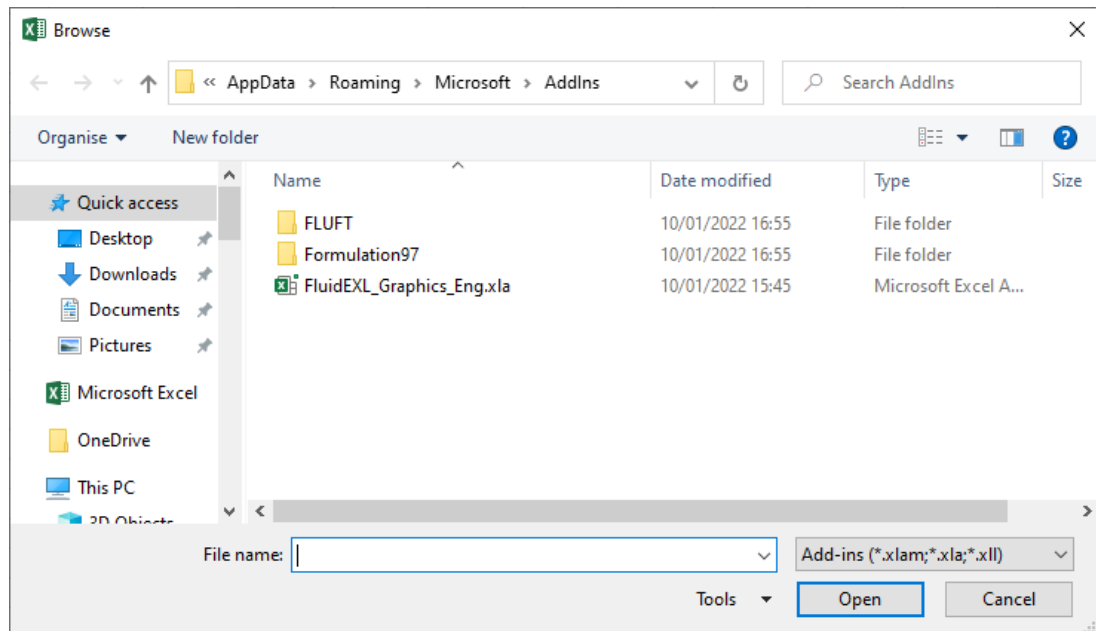 Browse
« AppData › Roaming › Microsoft › AddIns
Search AddIns
Organise
New folder
?
Name
Date modified
Type
Size
Quick access
Desktop
Downloads
Documents
Pictures
Microsoft Excel
OneDrive
This PC
3D Objects
FLUFT 10/01/2022 16:55 File folder
Formulation97 10/01/2022 16:55 File folder
FluidEXL_Graphics_Eng.xla 10/01/2022 15:45 Microsoft Excel A...
File name:
Add-ins (*.xlam;*.xla;*.xll)
Tools
Open
Cancel